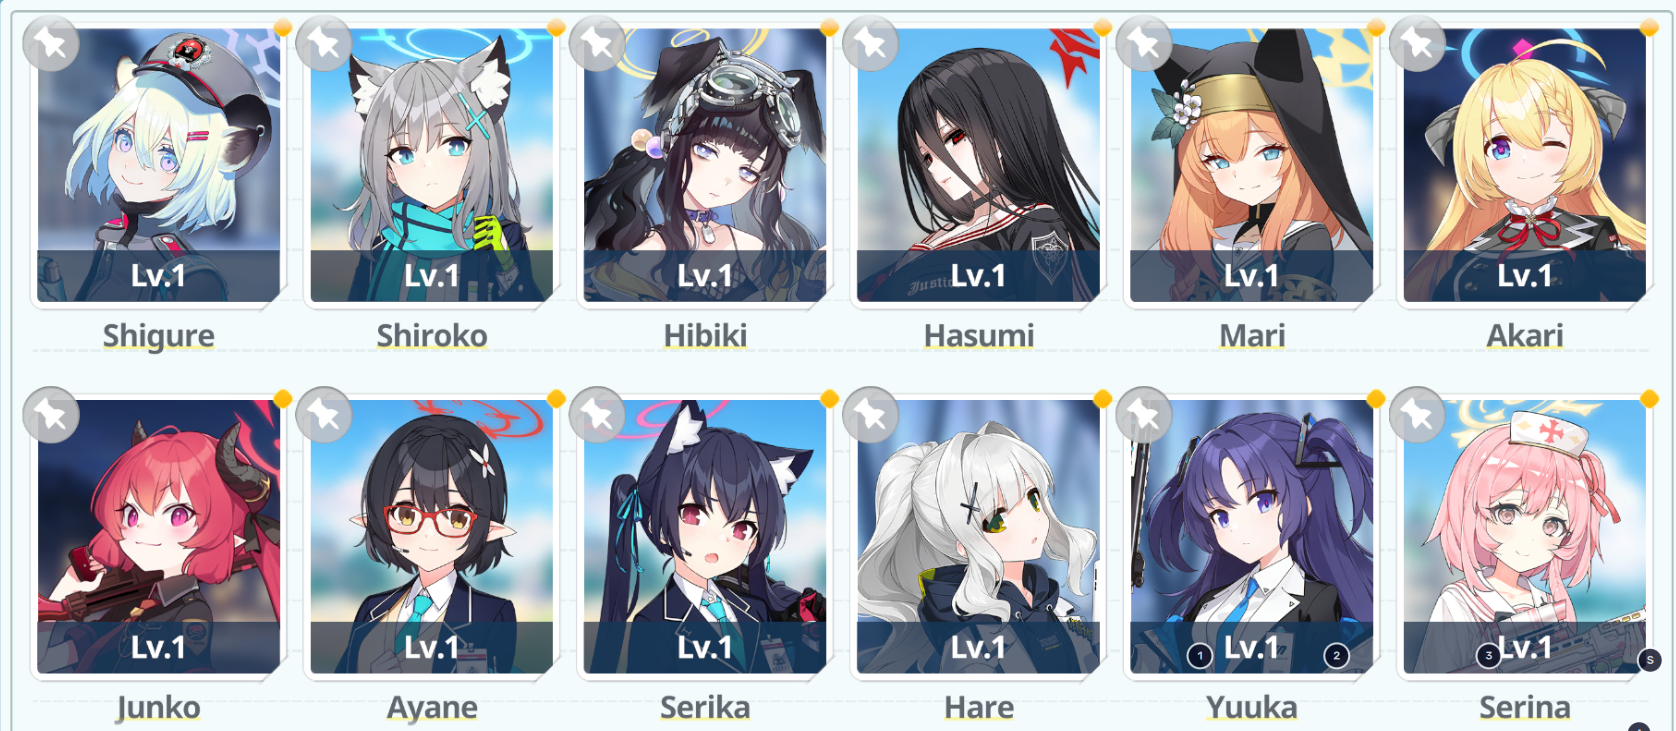 Lv.1 Lv.1 Lv.1 Lv.1 Lv.1 Lv.1
Shigure Shiroko Hibiki Hasumi Mari Akari
Lv.1 Lv.1 Lv.1 Lv.1 1 Lv.1 2 3 Lv.1 S
Junko Ayane Serika Hare Yuuka Serina